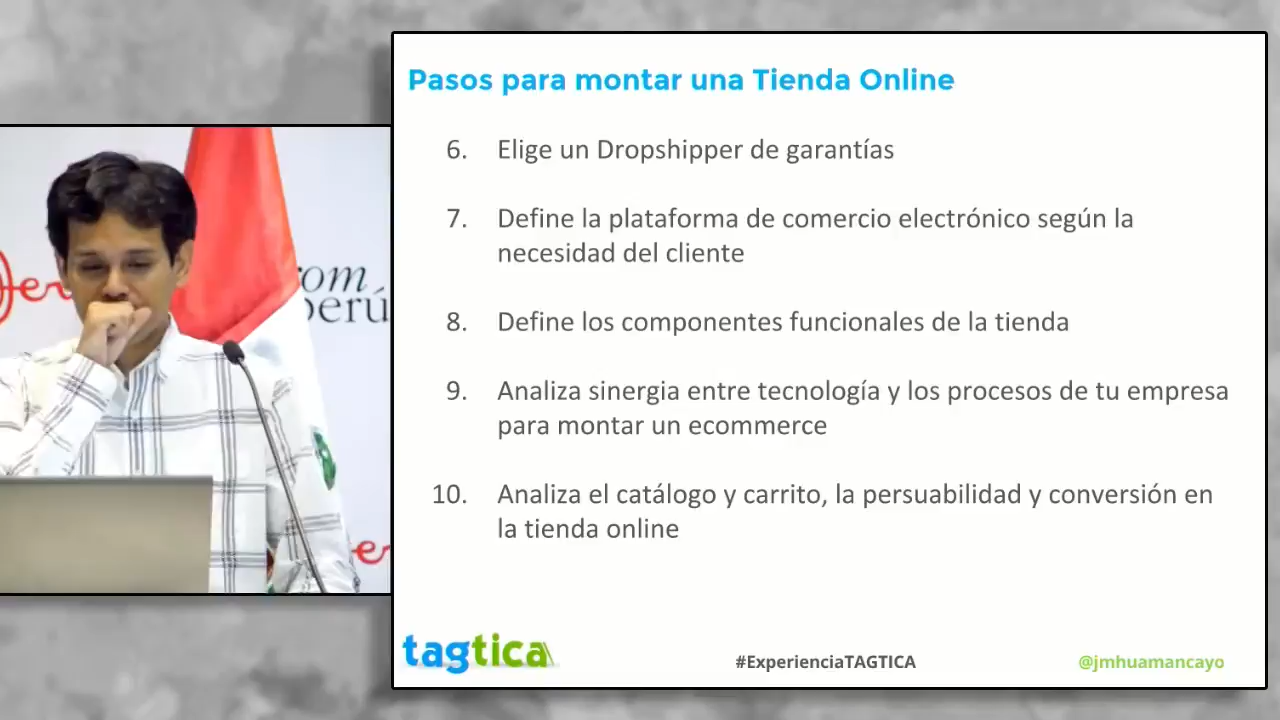 Pasos para montar una Tienda Online
6. Elige un Dropshipper de garantías
7. Define la plataforma de comercio electrónico según la
necesidad del cliente
8. Define los componentes funcionales de la tienda
9. Analiza sinergia entre tecnología y los procesos de tu empresa
para montar un ecommerce
10. Analiza el catálogo y carrito, la persuabilidad y conversión en
la tienda online
tagtica
#ExperienciaTAGTICA
@jmhuamancayo
rom
perú